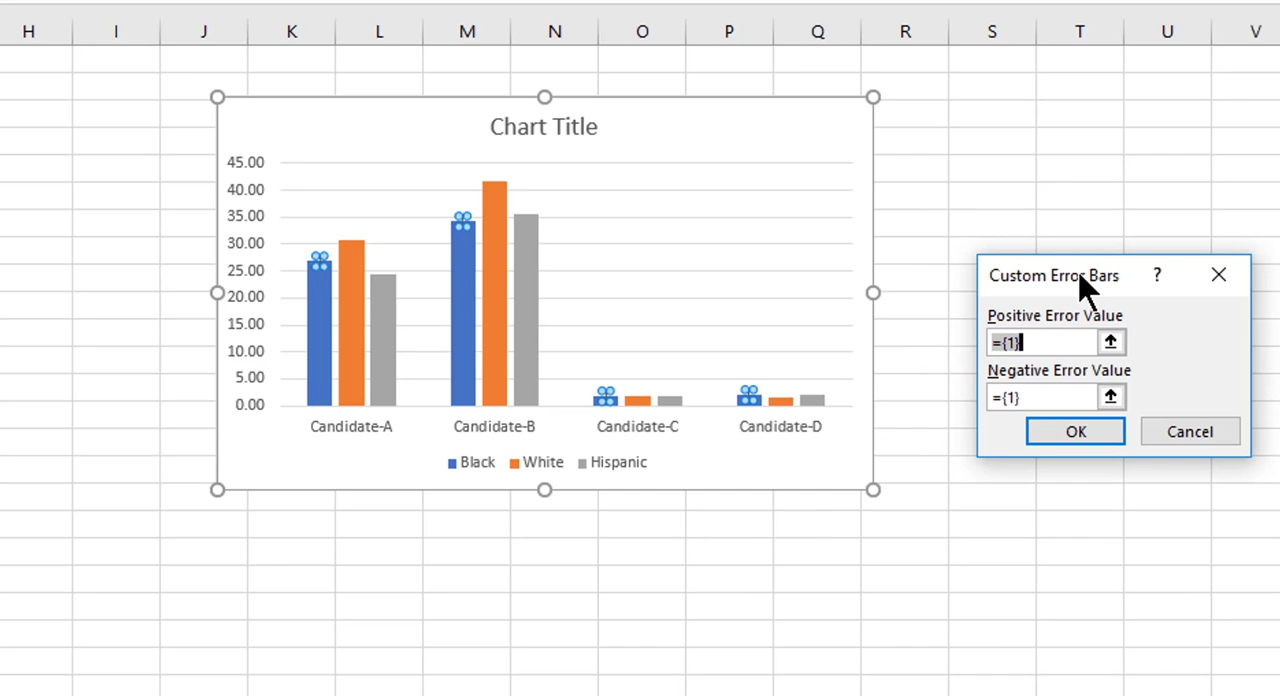 H I J K L M N O P Q R S T U V
Chart Title
45.00
40.00
35.00
30.00
25.00
20.00
15.00
10.00
5.00
0.00
Candidate-A Candidate-B Candidate-C Candidate-D
Black White Hispanic
Custom Error Bars ?
Positive Error Value
={1}
Negative Error Value
={1}
OK Cancel